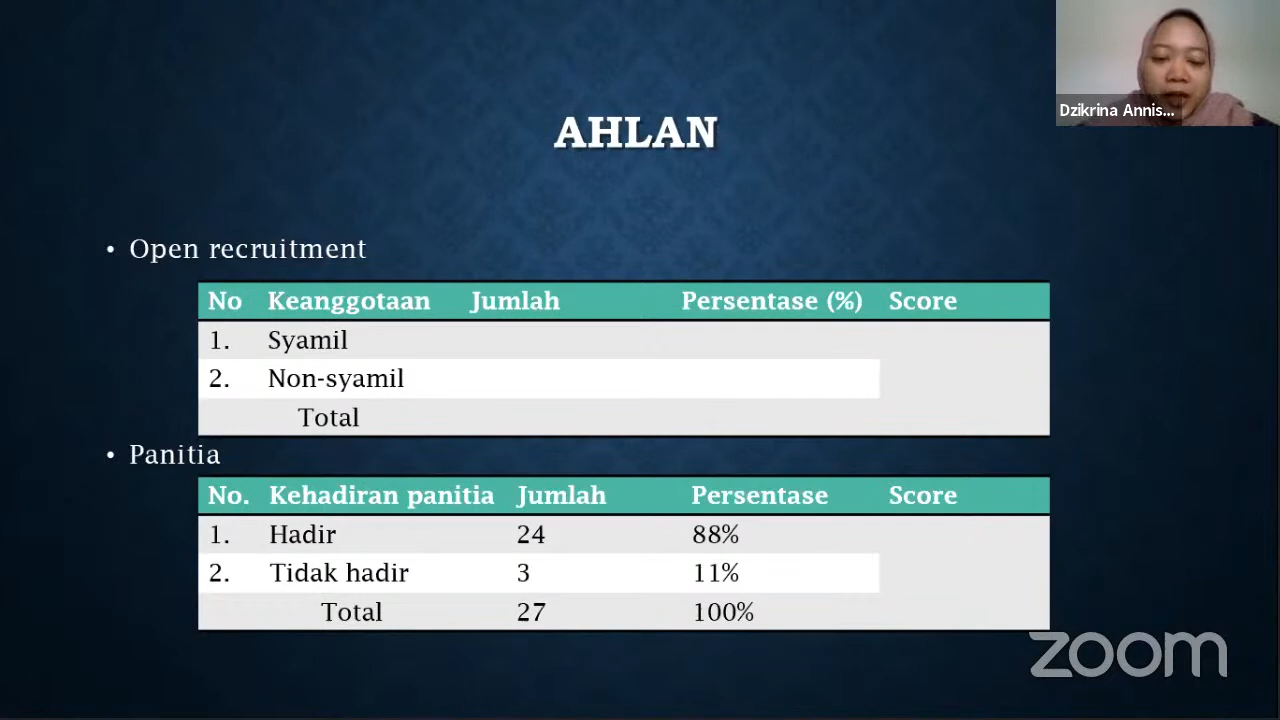 AHLAN
Dzikrina Annis...
• Open recruitment
No Keanggotaan Jumlah Persentase (%) Score
1. Syamil
2. Non-syamil
Total
• Panitia
No. Kehadiran panitia Jumlah Persentase Score
1. Hadir 24 88%
2. Tidak hadir 3 11%
Total 27 100%
zoom